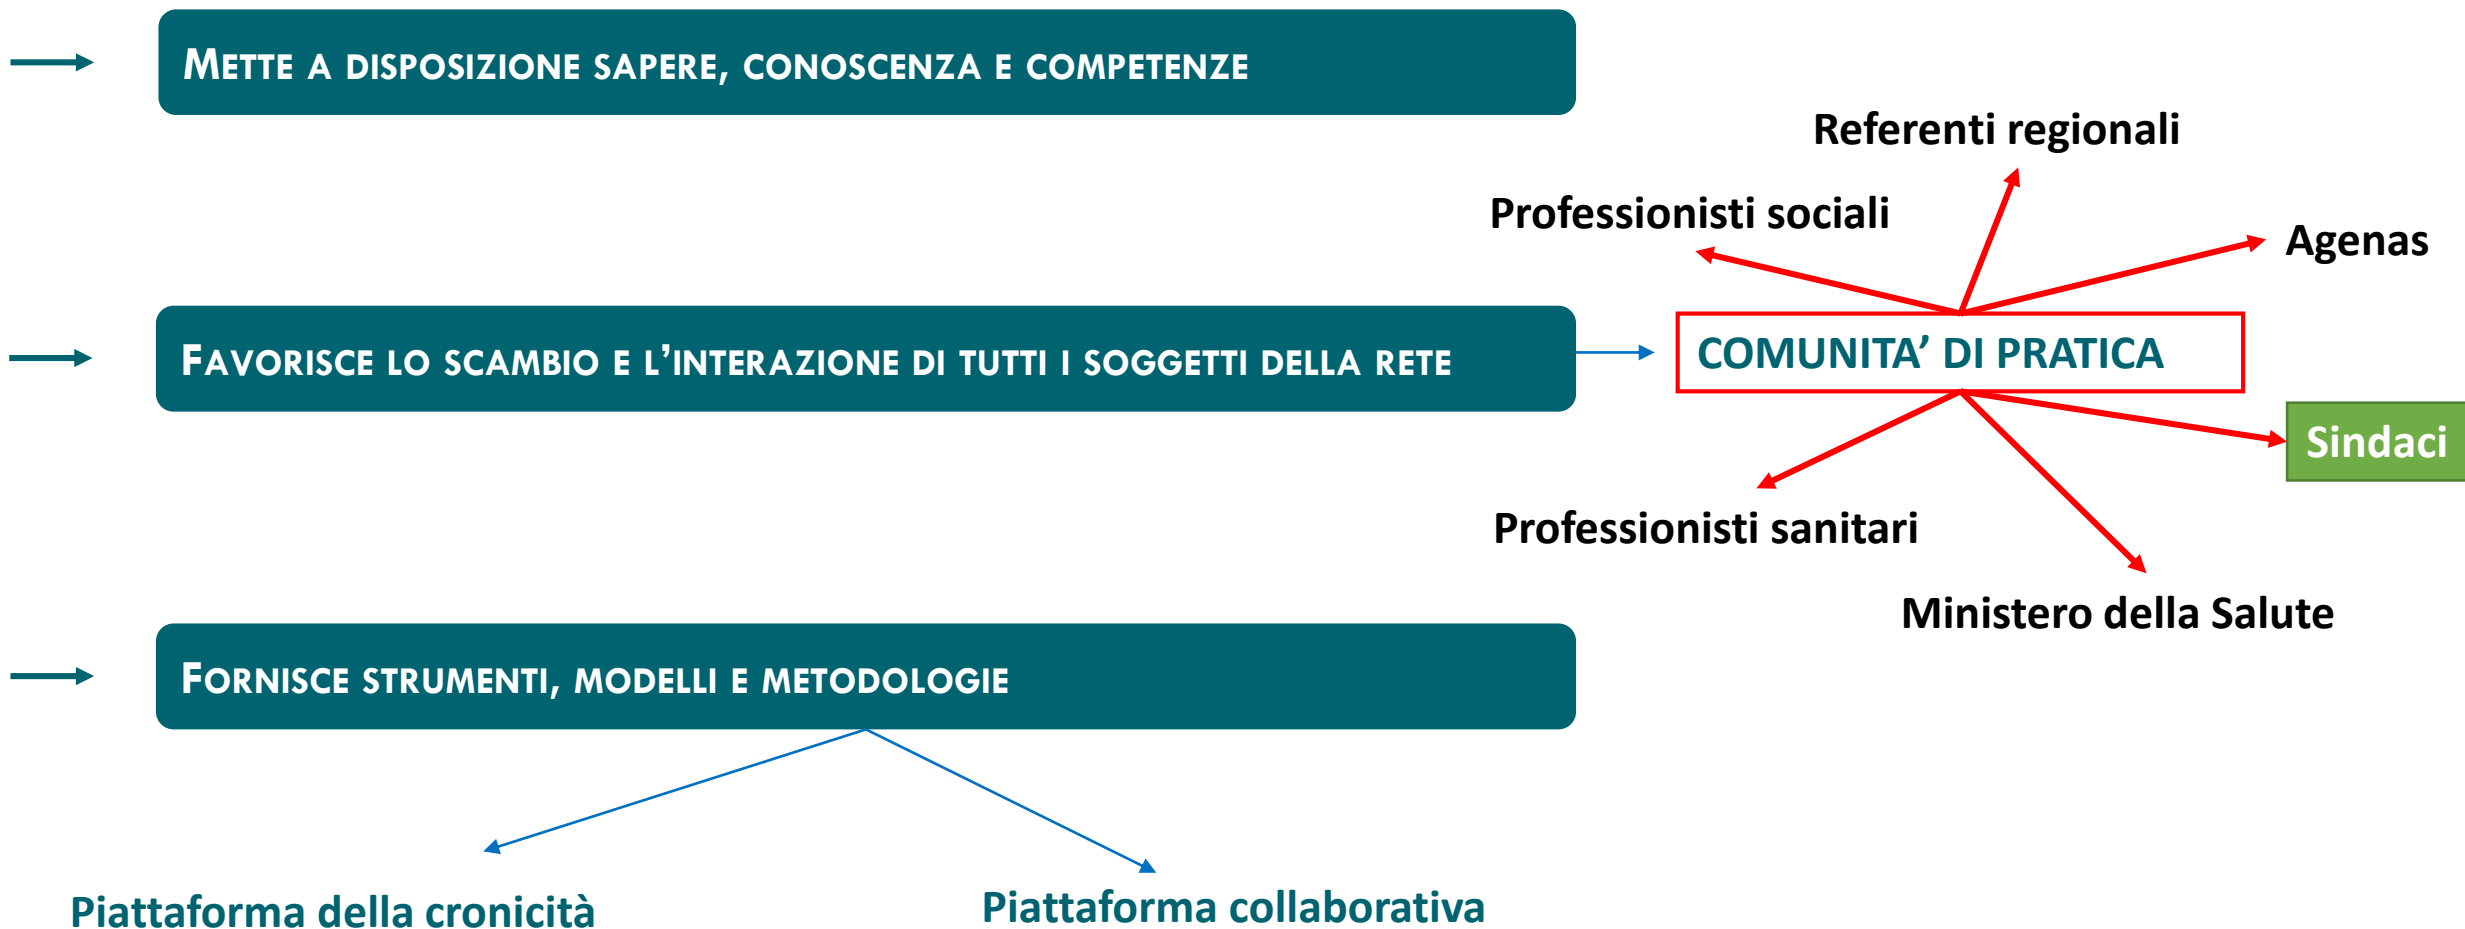 METTE A DISPOSIZIONE SAPERE, CONOSCENZA E COMPETENZE
Referenti regionali
Professionisti sociali
Agenas
FAVORISCE LO SCAMBIO E L’INTERAZIONE DI TUTTI I SOGGETTI DELLA RETE
COMUNITA’ DI PRATICA
Sindaci
Professionisti sanitari
Ministero della Salute
FORNISCE STRUMENTI, MODELLI E METODOLOGIE
Piattaforma della cronicità
Piattaforma collaborativa